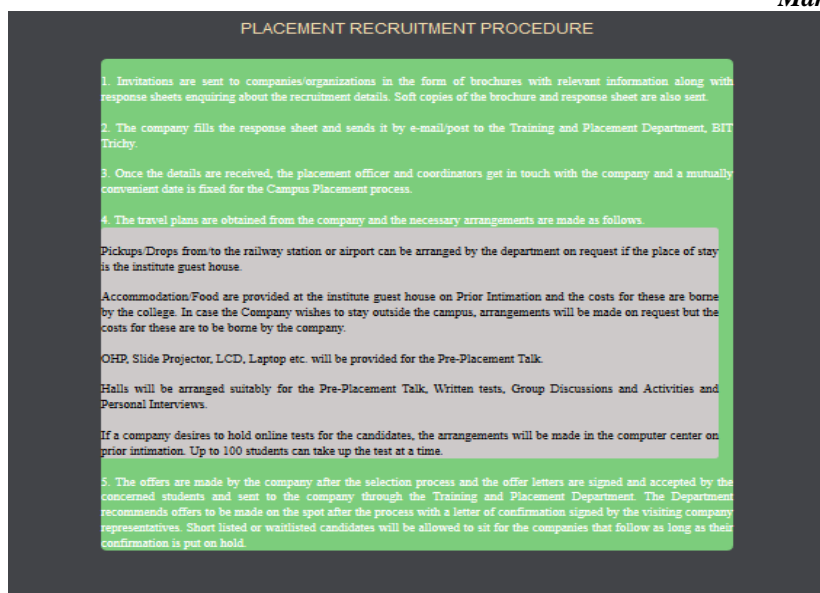 Mar
PLACEMENT RECRUITMENT PROCEDURE
1. Invitations are sent to companies/organizations in the form of brochures with relevant information along with
response sheets enquiring about the recruitment details. Soft copies of the brochure and response sheet are also sent.
2. The company fills the response sheet and sends it by e-mail/post to the Training and Placement Department, BIT
Trichy.
3. Once the details are received, the placement officer and coordinators get in touch with the company and a mutually
convenient date is fixed for the Campus Placement process.
4. The travel plans are obtained from the company and the necessary arrangements are made as follows.
Pickups/Drops from/to the railway station or airport can be arranged by the department on request if the place of stay
is the institute guest house.
Accommodation/Food are provided at the institute guest house on Prior Intimation and the costs for these are borne
by the college. In case the Company wishes to stay outside the campus, arrangements will be made on request but the
costs for these are to be borne by the company.
OHP, Slide Projector, LCD, Laptop etc. will be provided for the Pre-Placement Talk.
Halls will be arranged suitably for the Pre-Placement Talk, Written tests, Group Discussions and Activities and
Personal Interviews.
If a company desires to hold online tests for the candidates, the arrangements will be made in the computer center on
prior intimation. Up to 100 students can take up the test at a time.
5. The offers are made by the company after the selection process and the offer letters are signed and accepted by the
concerned students and sent to the company through the Training and Placement Department. The Department
recommends offers to be made on the spot after the process with a letter of confirmation signed by the visiting company
representatives. Short listed or waitlisted candidates will be allowed to sit for the companies that follow as long as their
confirmation is put on hold.